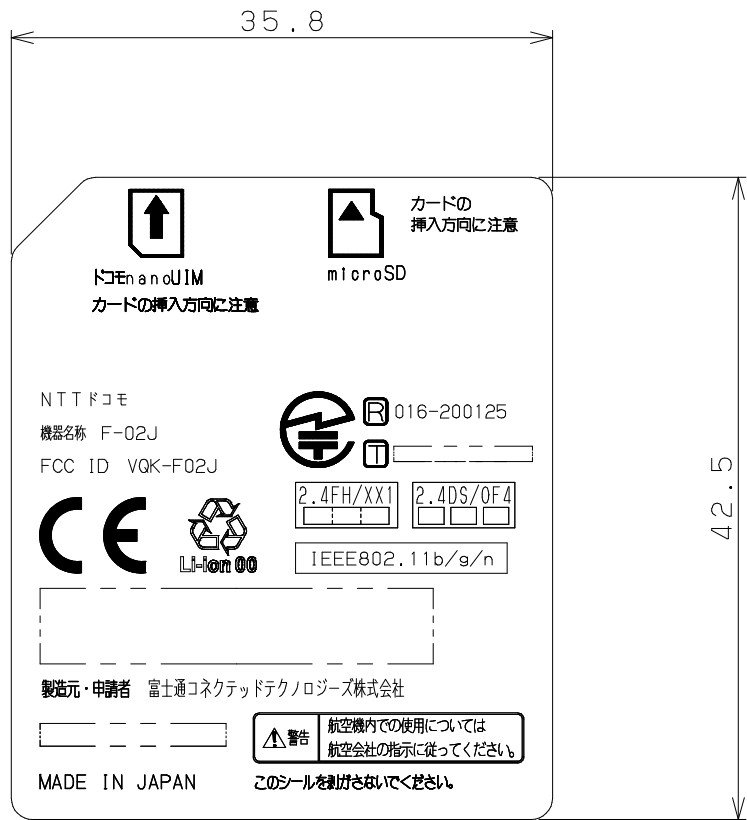 35.8
カードの
挿入方向に注意
ドコモnanoUIM
microSD
カードの挿入方向に注意
NTTドコモ
機器名称 F-02J
FCC ID VQK-F02J
R 016-200125
T
2.4FH/XX1
2.4DS/OF4
CE
Li-ion 00
IEEE802.11b/g/n
42.5
製造元・申請者 富士通コネクテッドテクノロジーズ株式会社
警告
航空機内での使用については
航空会社の指示に従ってください。
MADE IN JAPAN
このシールを剥がさないでください。